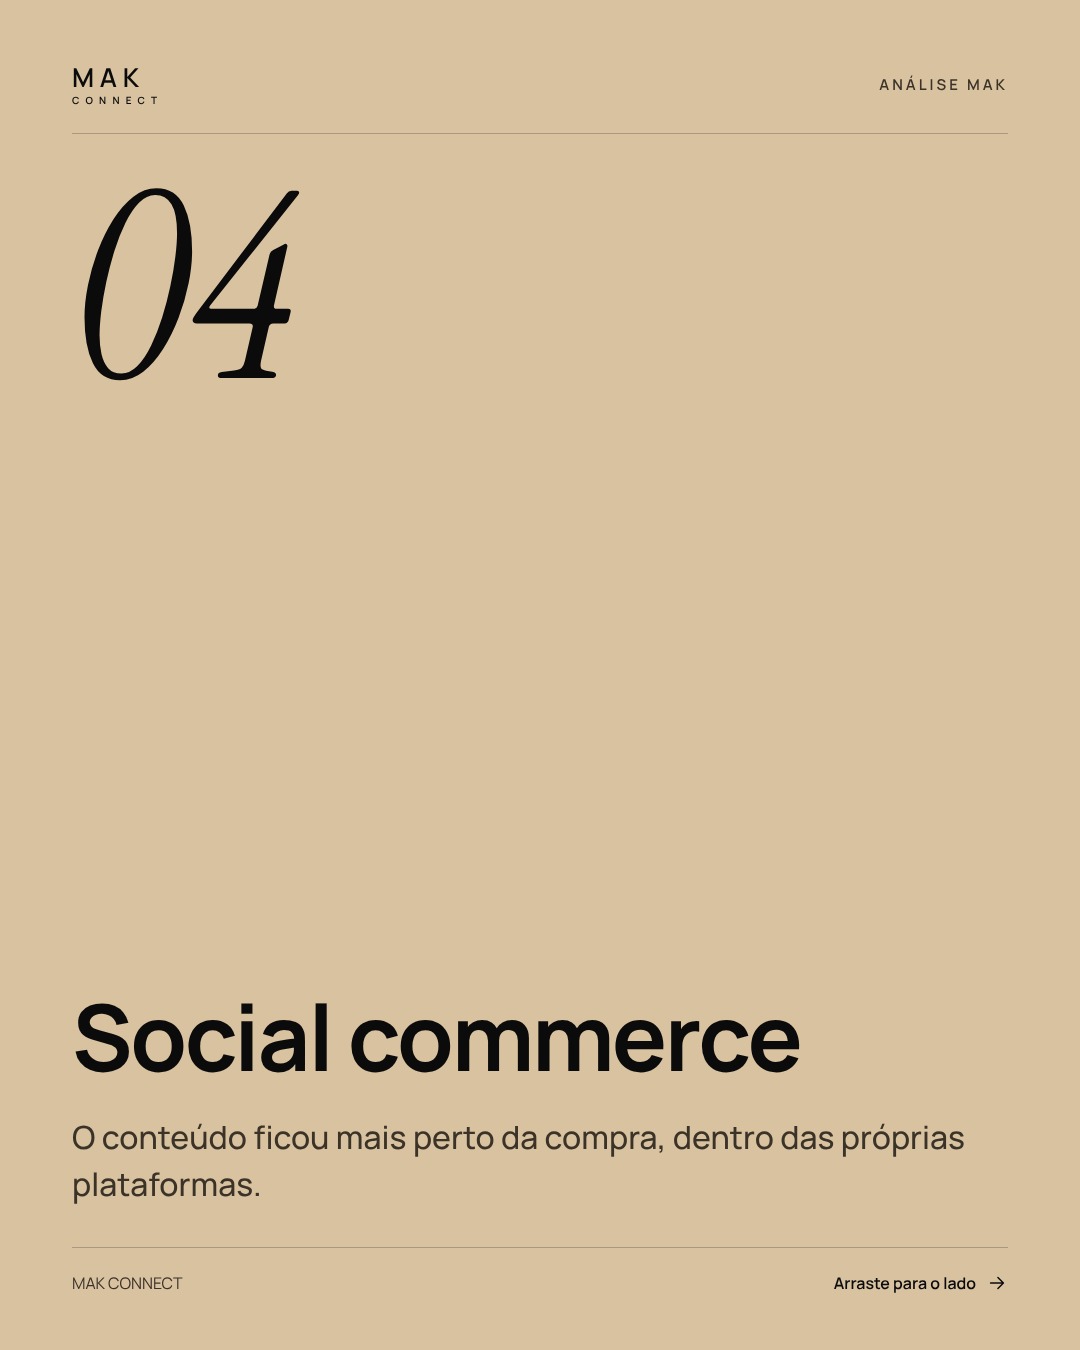 MAK
CONNECT
ANÁLISE MAK
04
Social commerce
O conteúdo ficou mais perto da compra, dentro das próprias
plataformas.
MAK CONNECT
Arraste para o lado →